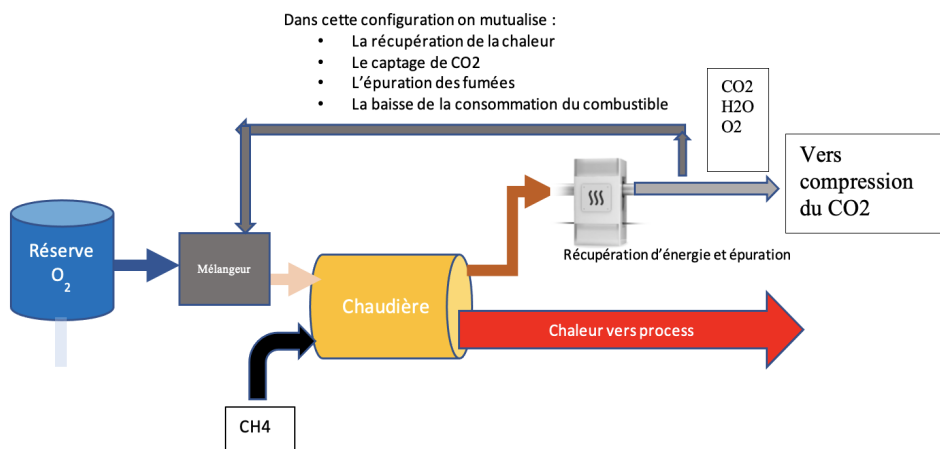 Dans cette configuration on mutualise :
• La récupération de la chaleur
• Le captage de CO2
• L'épuration des fumées
• La baisse de la consommation du combustible
CO2
H2O
O2
Vers
compression
du CO2
Réserve
O2
Mélangeur
Récupération d'énergie et épuration
Chaudière
Chaleur vers process
CH4